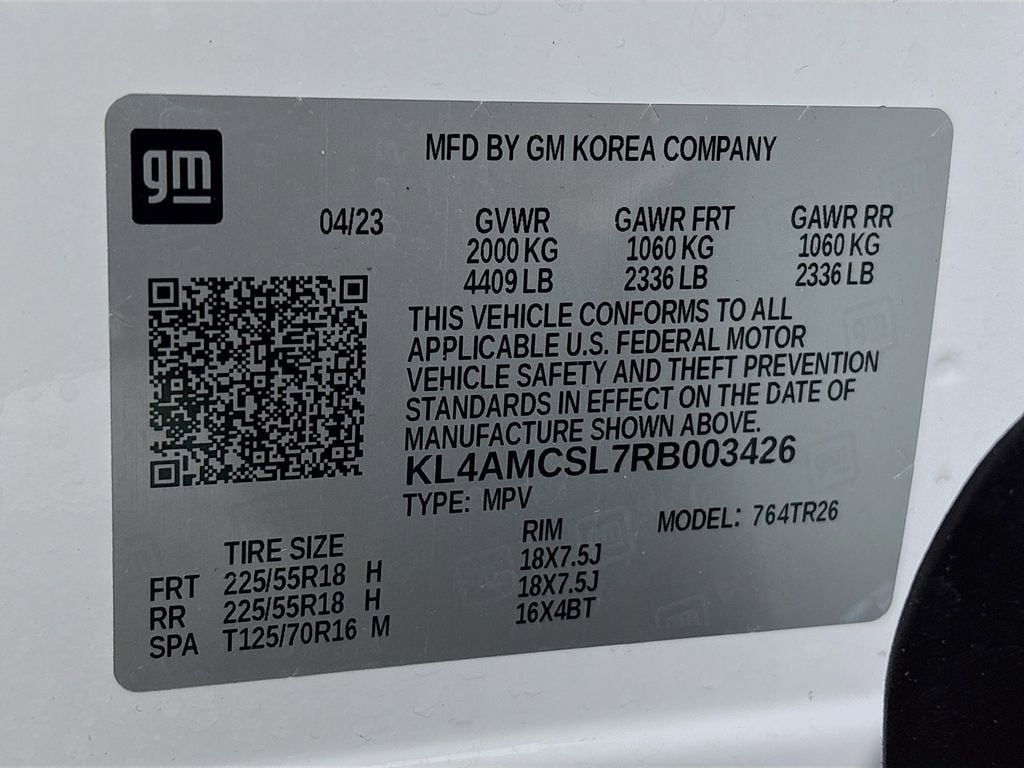 gm
MFD BY GM KOREA COMPANY
04/23 GVWR GAWR FRT GAWR RR
2000 KG 1060 KG 1060 KG
4409 LB 2336 LB 2336 LB
THIS VEHICLE CONFORMS TO ALL
APPLICABLE U.S. FEDERAL MOTOR
VEHICLE SAFETY AND THEFT PREVENTION
STANDARDS IN EFFECT ON THE DATE OF
MANUFACTURE SHOWN ABOVE.
KL4AMCSL7RB003426
TYPE: MPV MODEL: 764TR26
TIRE SIZE RIM
FRT 225/55R18 H 18X7.5J
RR 225/55R18 H 18X7.5J
SPA T125/70R16 M 16X4BT